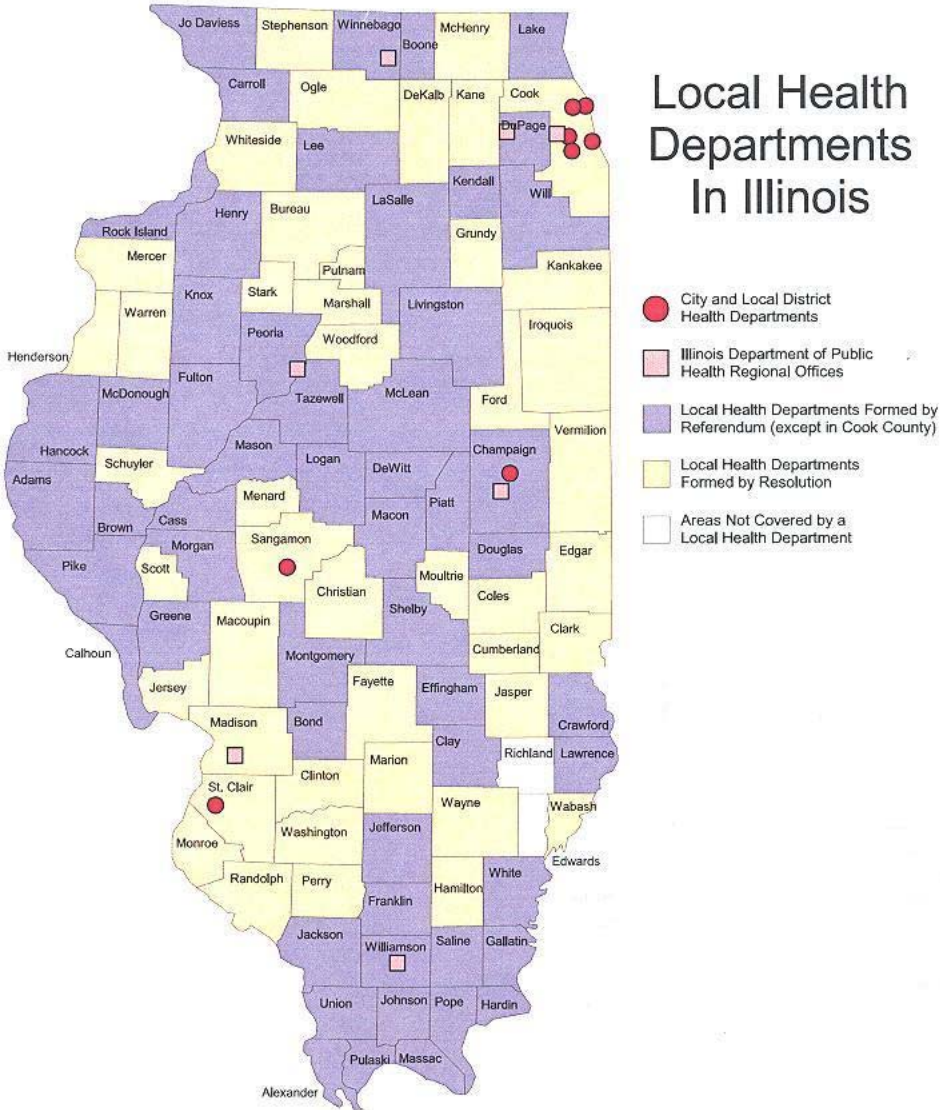 Jo Daviess
Stephenson
Winnebago
Boone
McHenry
Lake
Carroll
Ogle
DeKalb
Kane
Cook
DuPage
Whiteside
Lee
Kendall
Will
LaSalle
Henry
Bureau
Rock Island
Grundy
Mercer
Putnam
Kankakee
Knox
Stark
Marshall
Livingston
Warren
Peoria
Woodford
Iroquois
Henderson
Fulton
McDonough
Tazewell
McLean
Ford
Vermilion
Hancock
Mason
Champaign
Schuyler
Logan
DeWitt
Adams
Menard
Piatt
Macon
Brown
Cass
Sangamon
Morgan
Douglas
Edgar
Pike
Scott
Moultrie
Christian
Coles
Shelby
Greene
Macoupin
Clark
Calhoun
Montgomery
Cumberland
Fayette
Effingham
Jersey
Jasper
Madison
Bond
Crawford
Clay
Richland
Lawrence
Marion
Clinton
St. Clair
Wayne
Wabash
Jefferson
Washington
Monroe
Edwards
White
Randolph
Perry
Hamilton
Franklin
Jackson
Williamson
Saline
Gallatin
Union
Johnson
Pope
Hardin
Pulaski
Massac
Alexander
Local Health
Departments
In Illinois
City and Local District
Health Departments
Illinois Department of Public
Health Regional Offices
Local Health Departments Formed by
Referendum (except in Cook County)
Local Health Departments
Formed by Resolution
Areas Not Covered by a
Local Health Department